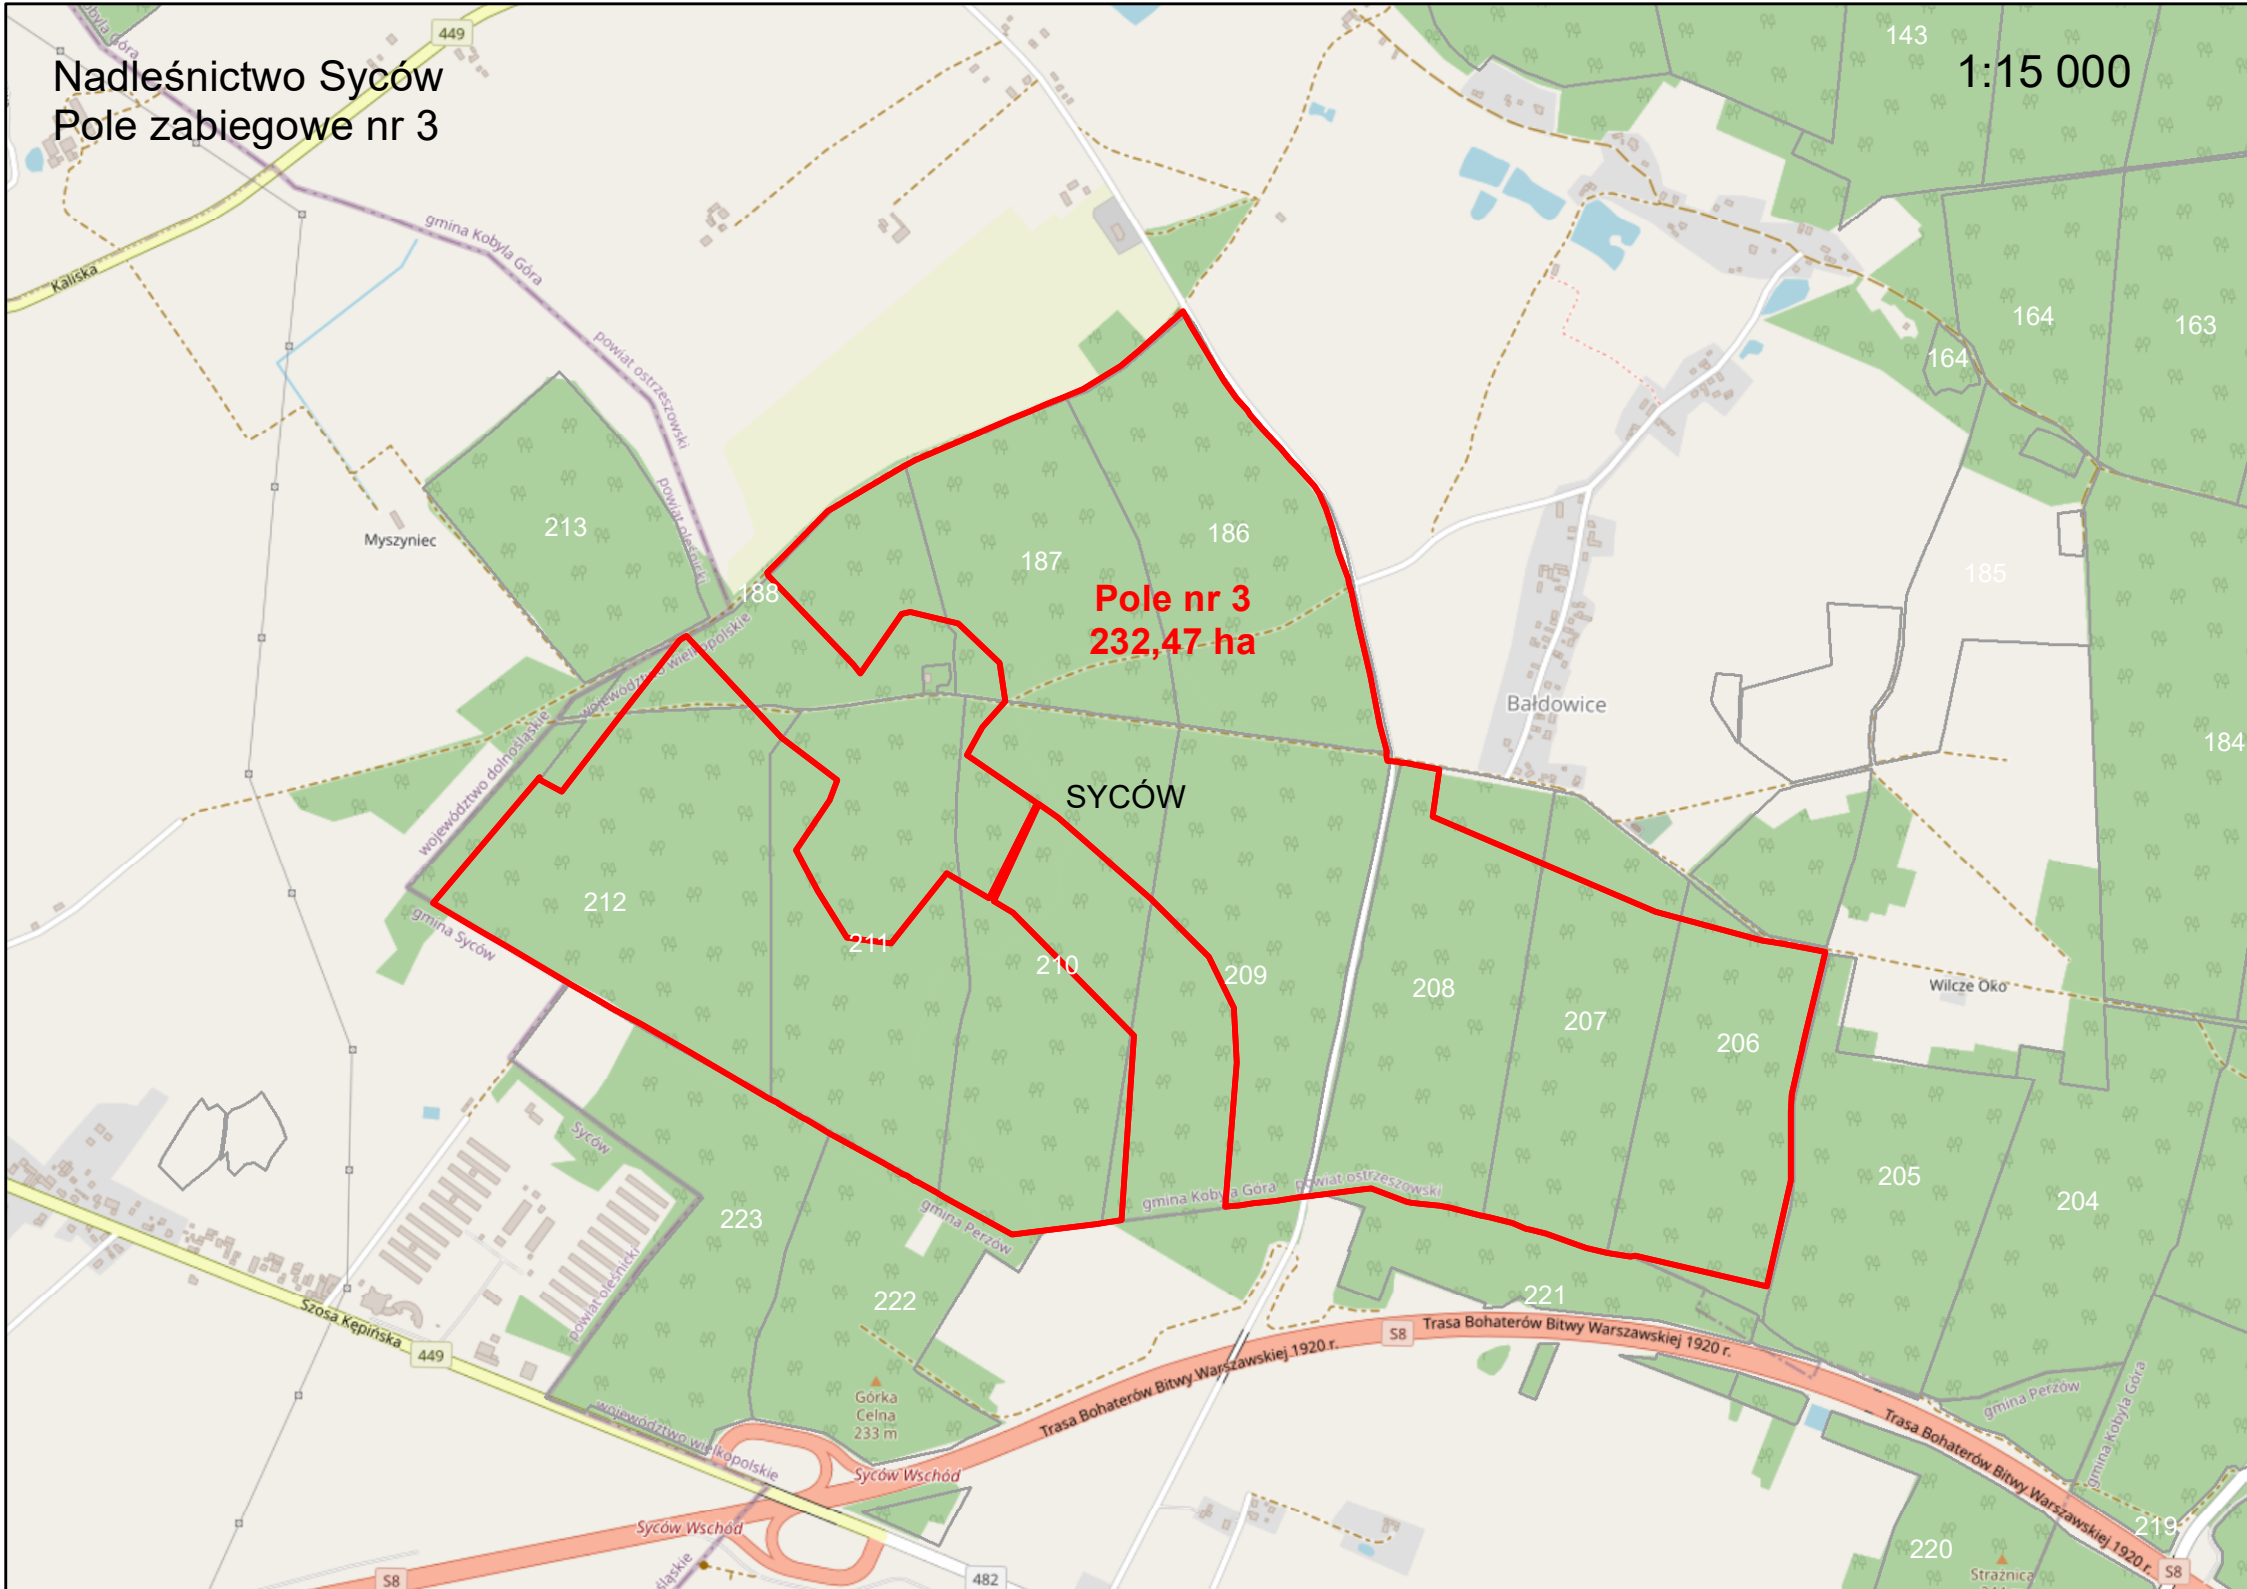 Nadleśnictwo Syców
Pole zabiegowe nr 3
1:15 000
obyla Góra
449
143
Kaliska
gmina Kobyla Góra
powiat ostrzeszowski
powiat oleśnicki
164
163
164
213
Myszyniec
188
187
186
Pole nr 3
232,47 ha
185
województwo wielkopolskie
województwo dolnośląskie
Bałdowice
184
SYCÓW
212
gmina Syców
211
210
209
208
207
206
Wilcze Oko
Syców
223
gmina Perzów
gmina Kobyla Góra
powiat ostrzeszowski
205
204
222
221
powiat oleśnicki
Szosa Kępińska
449
Górka
Celna
233 m
S8
Trasa Bohaterów Bitwy Warszawskiej 1920 r.
Trasa Bohaterów Bitwy Warszawskiej 1920 r.
gmina Perzów
gmina Kobyla Góra
Trasa Bohaterów Bitwy Warszawskiej 1920 r.
województwo wielkopolskie
Syców Wschód
Syców Wschód
219
220
Strażnica
S8
S8
482
śląskie